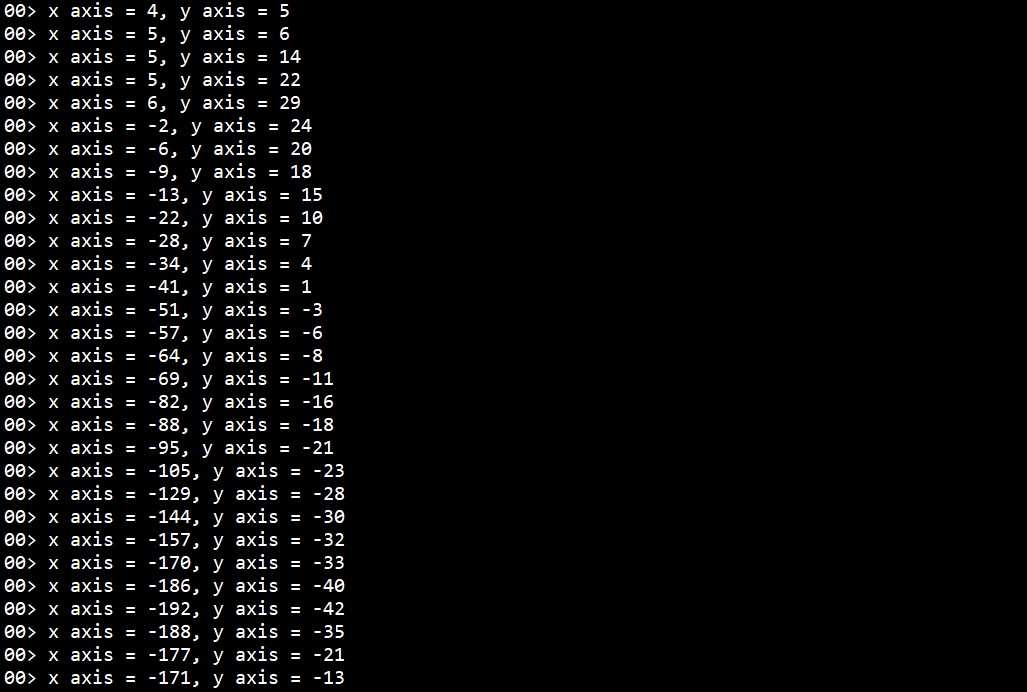 00> x axis = 4, y axis = 5
00> x axis = 5, y axis = 6
00> x axis = 5, y axis = 14
00> x axis = 5, y axis = 22
00> x axis = 6, y axis = 29
00> x axis = -2, y axis = 24
00> x axis = -6, y axis = 20
00> x axis = -9, y axis = 18
00> x axis = -13, y axis = 15
00> x axis = -22, y axis = 10
00> x axis = -28, y axis = 7
00> x axis = -34, y axis = 4
00> x axis = -41, y axis = 1
00> x axis = -51, y axis = -3
00> x axis = -57, y axis = -6
00> x axis = -64, y axis = -8
00> x axis = -69, y axis = -11
00> x axis = -82, y axis = -16
00> x axis = -88, y axis = -18
00> x axis = -95, y axis = -21
00> x axis = -105, y axis = -23
00> x axis = -129, y axis = -28
00> x axis = -144, y axis = -30
00> x axis = -157, y axis = -32
00> x axis = -170, y axis = -33
00> x axis = -186, y axis = -40
00> x axis = -192, y axis = -42
00> x axis = -188, y axis = -35
00> x axis = -177, y axis = -21
00> x axis = -171, y axis = -13